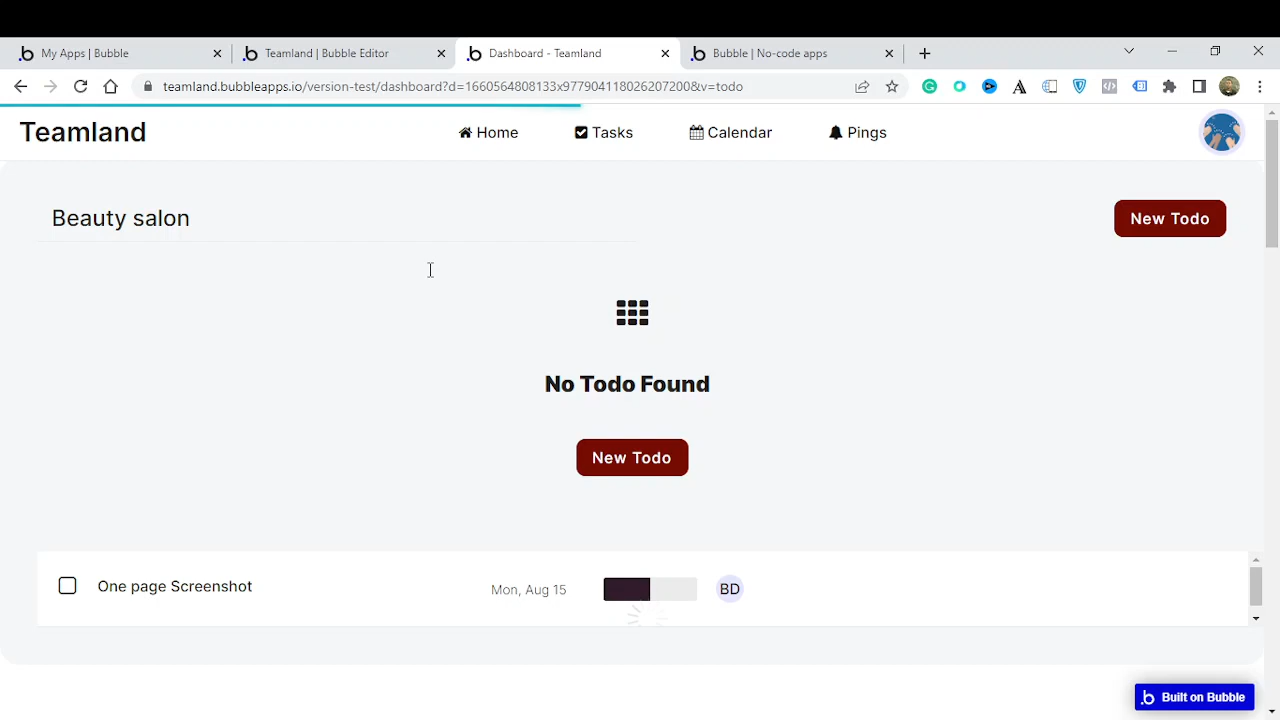 My Apps | Bubble
Teamland | Bubble Editor
Dashboard - Teamland
Bubble | No-code apps
teamland.bubbleapps.io/version-test/dashboard?d=1660564808133x977904118026207200&tv=todo
Teamland
Home
Tasks
Calendar
Pings
Beauty salon
New Todo
No Todo Found
New Todo
One page Screenshot
Mon, Aug 15
BD
Built on Bubble